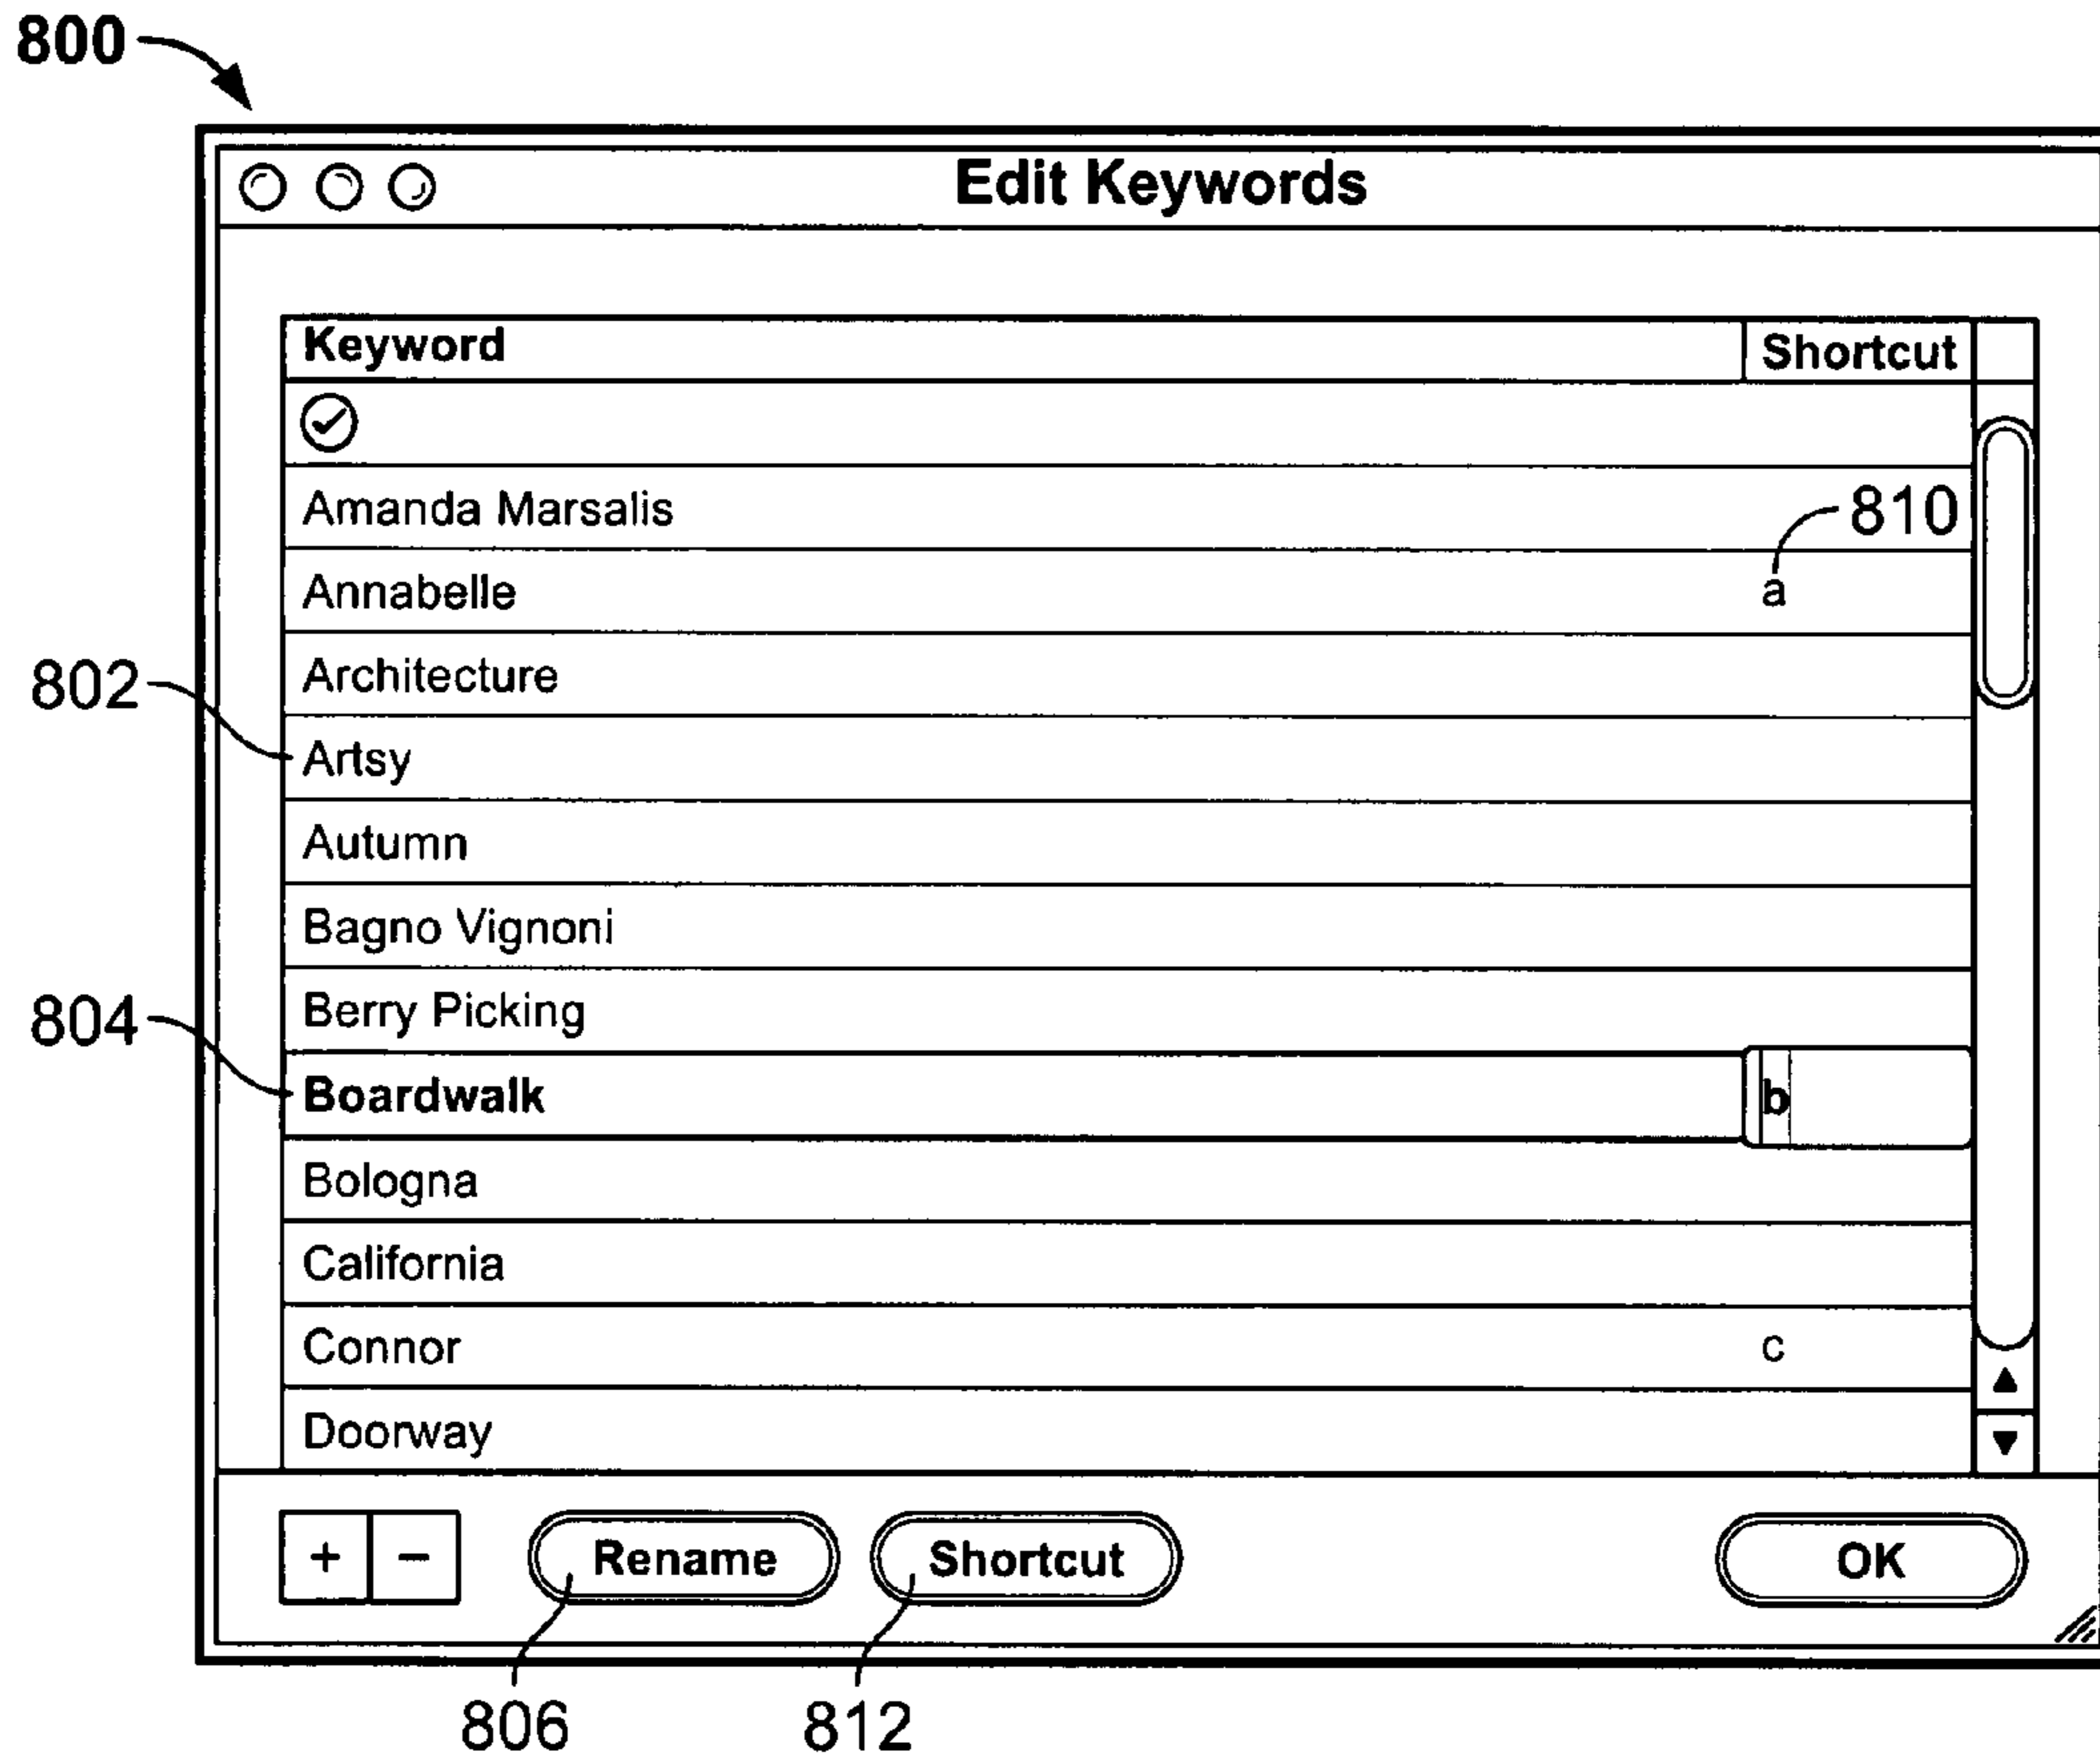 800
Edit Keywords
Keyword Shortcut
Amanda Marsalis 810
Annabelle a
Architecture
802
Artsy
Autumn
Bagno Vignoni
Berry Picking
804
Boardwalk b
Bologna
California
Connor c
Doorway
+ − Rename Shortcut OK
806 812